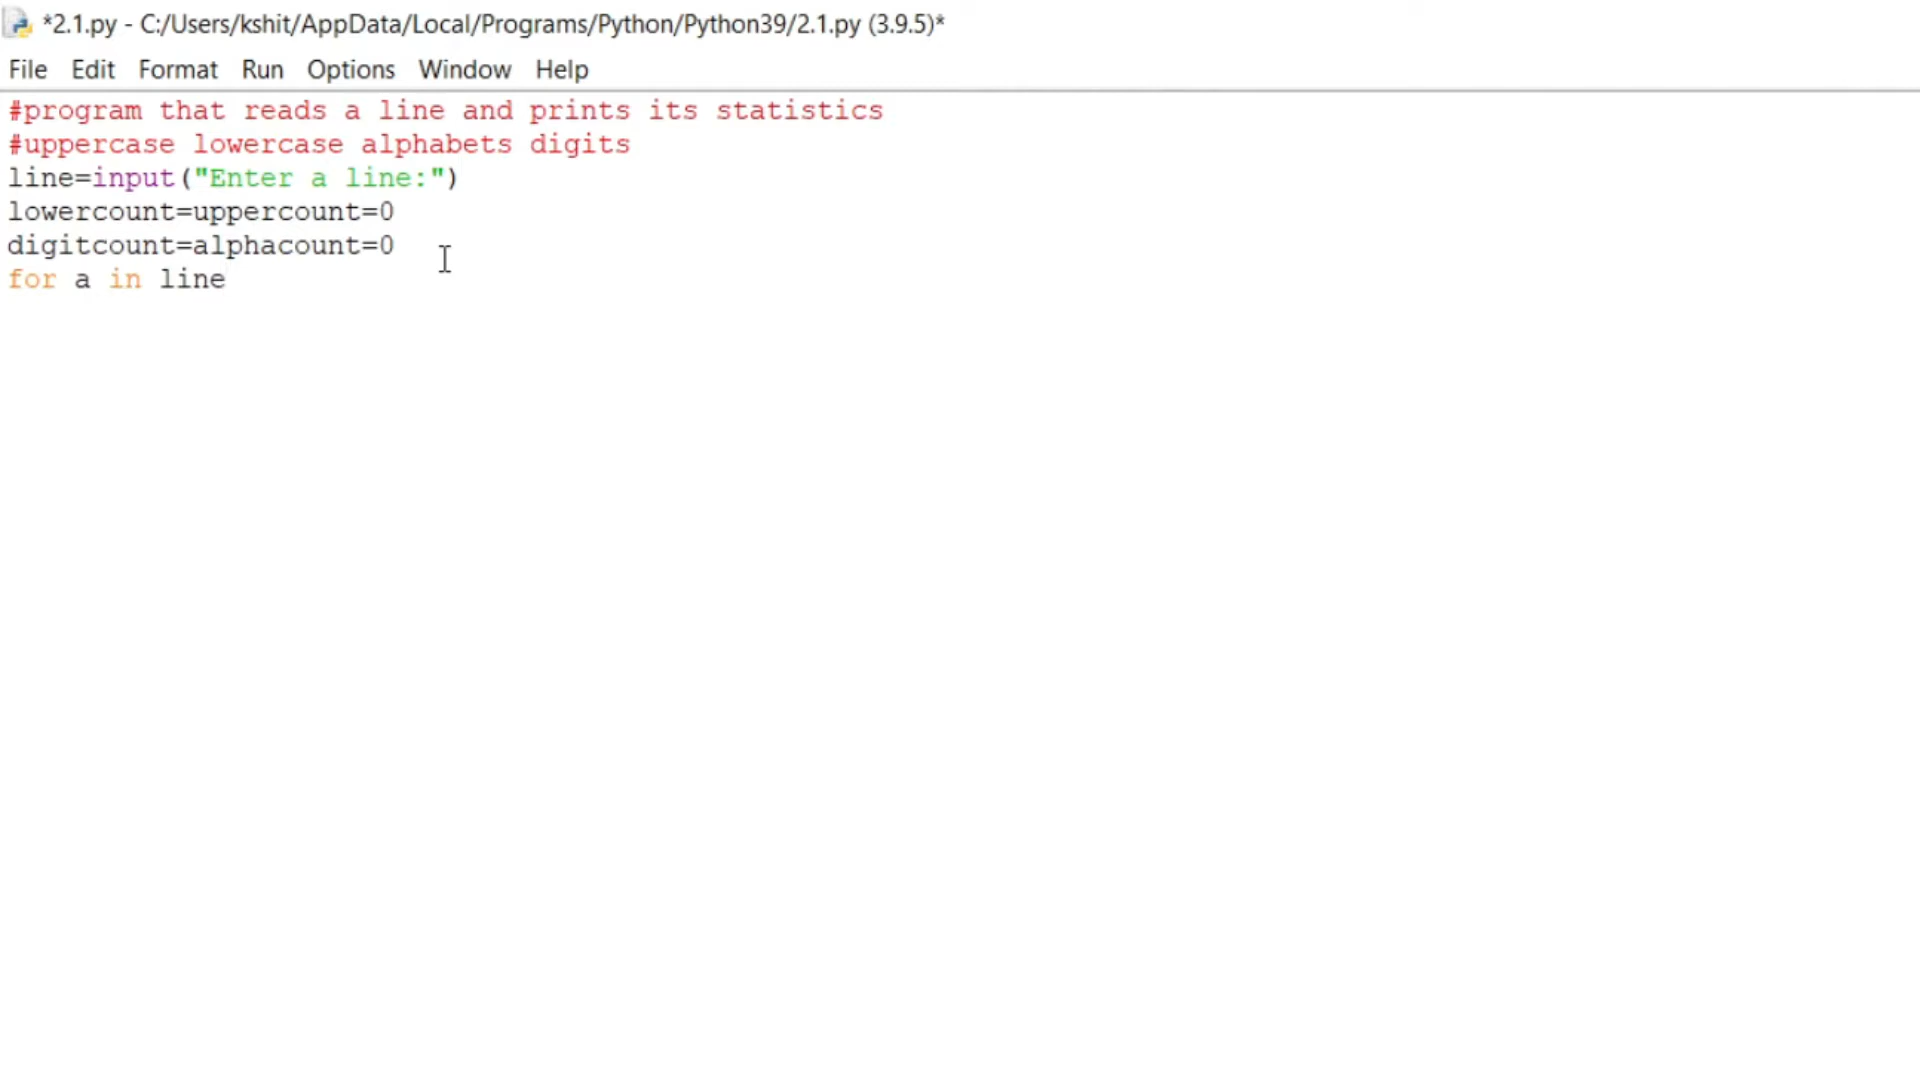 *2.1.py - C:/Users/kshit/AppData/Local/Programs/Python/Python39/2.1.py (3.9.5)*
File Edit Format Run Options Window Help
#program that reads a line and prints its statistics
#uppercase lowercase alphabets digits
line=input("Enter a line:")
lowercount=uppercount=0
digitcount=alphacount=0
for a in line